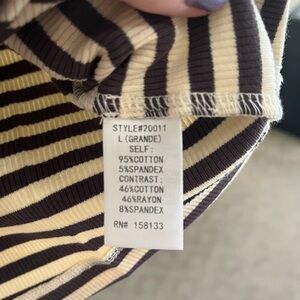 STYLE#20011
L (GRANDE)
SELF:
95%COTTON
5%SPANDEX
CONTRAST:
46%COTTON
46%RAYON
8%SPANDEX
RN# 158133